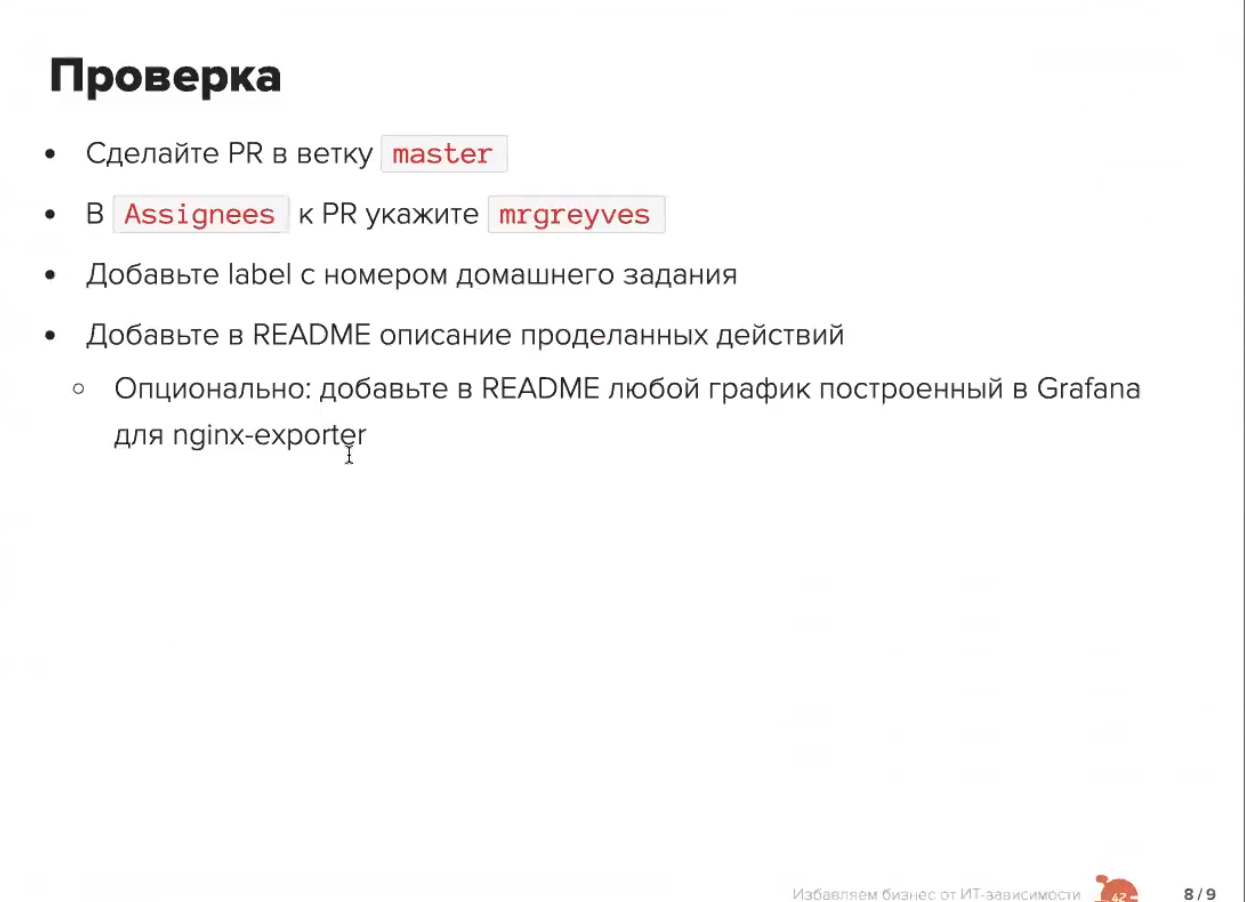 Проверка
Сделайте PR в ветку master
В Assignees к PR укажите mrgreyves
Добавьте label с номером домашнего задания
Добавьте в README описание проделанных действий
Опционально: добавьте в README любой график построенный в Grafana
для nginx-exporter
Избавляем бизнес от ИТ-зависимости
42
8 / 9